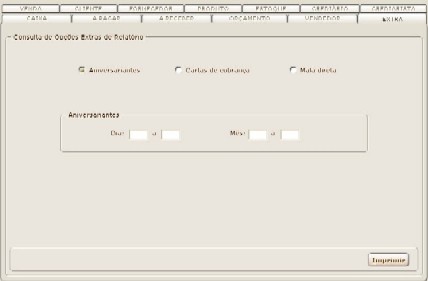 VENDA CLIENTE FORNECEDOR PRODUTO ESTOQUE CREDIÁRIO CREDIARISTA
CAIXA A PAGAR A RECEBER ORÇAMENTO VENDEDOR EXTRA
Consulta de Opções Extras de Relatório
Aniversariantes Cartas de cobrança Mala direta
Aniversariantes
Dia: a Mês: a
Imprimir